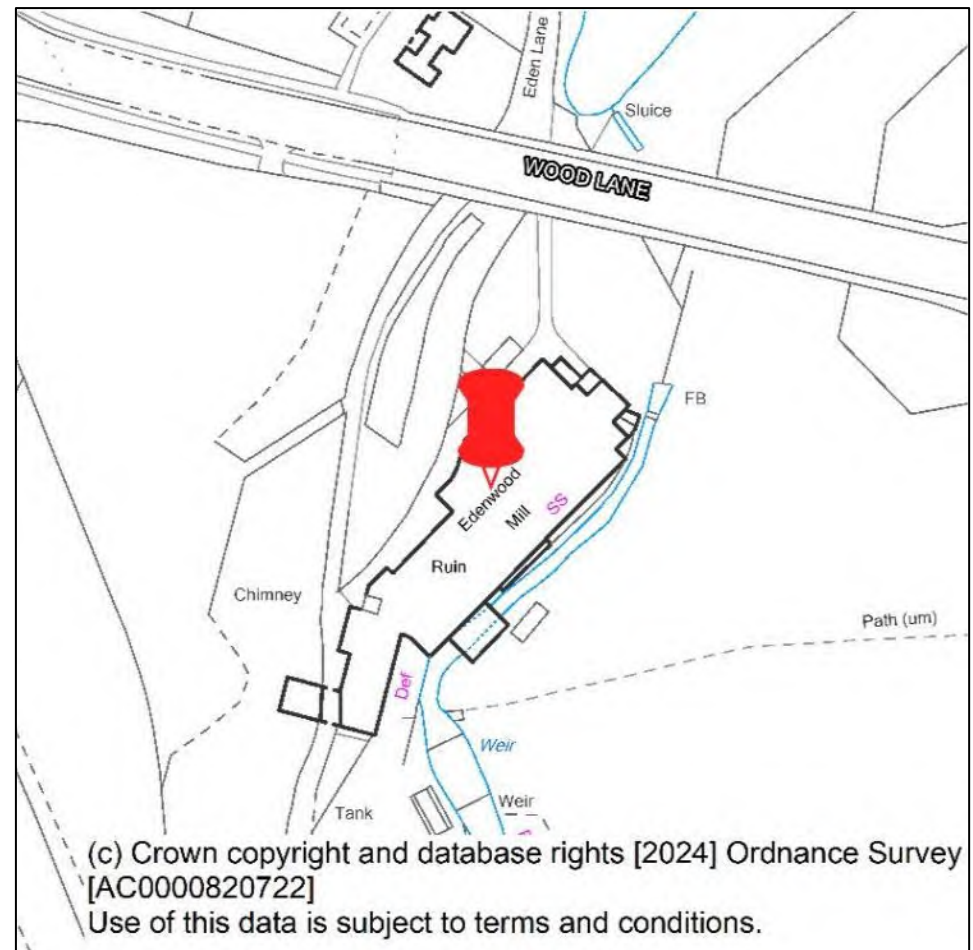 Eden Lane
Sluice
WOOD LANE
FB
Edenwood
Mill
SS
Ruin
Chimney
Path (um)
Def
Weir
Weir
Tank
(c) Crown copyright and database rights [2024] Ordnance Survey
[AC0000820722]
Use of this data is subject to terms and conditions.